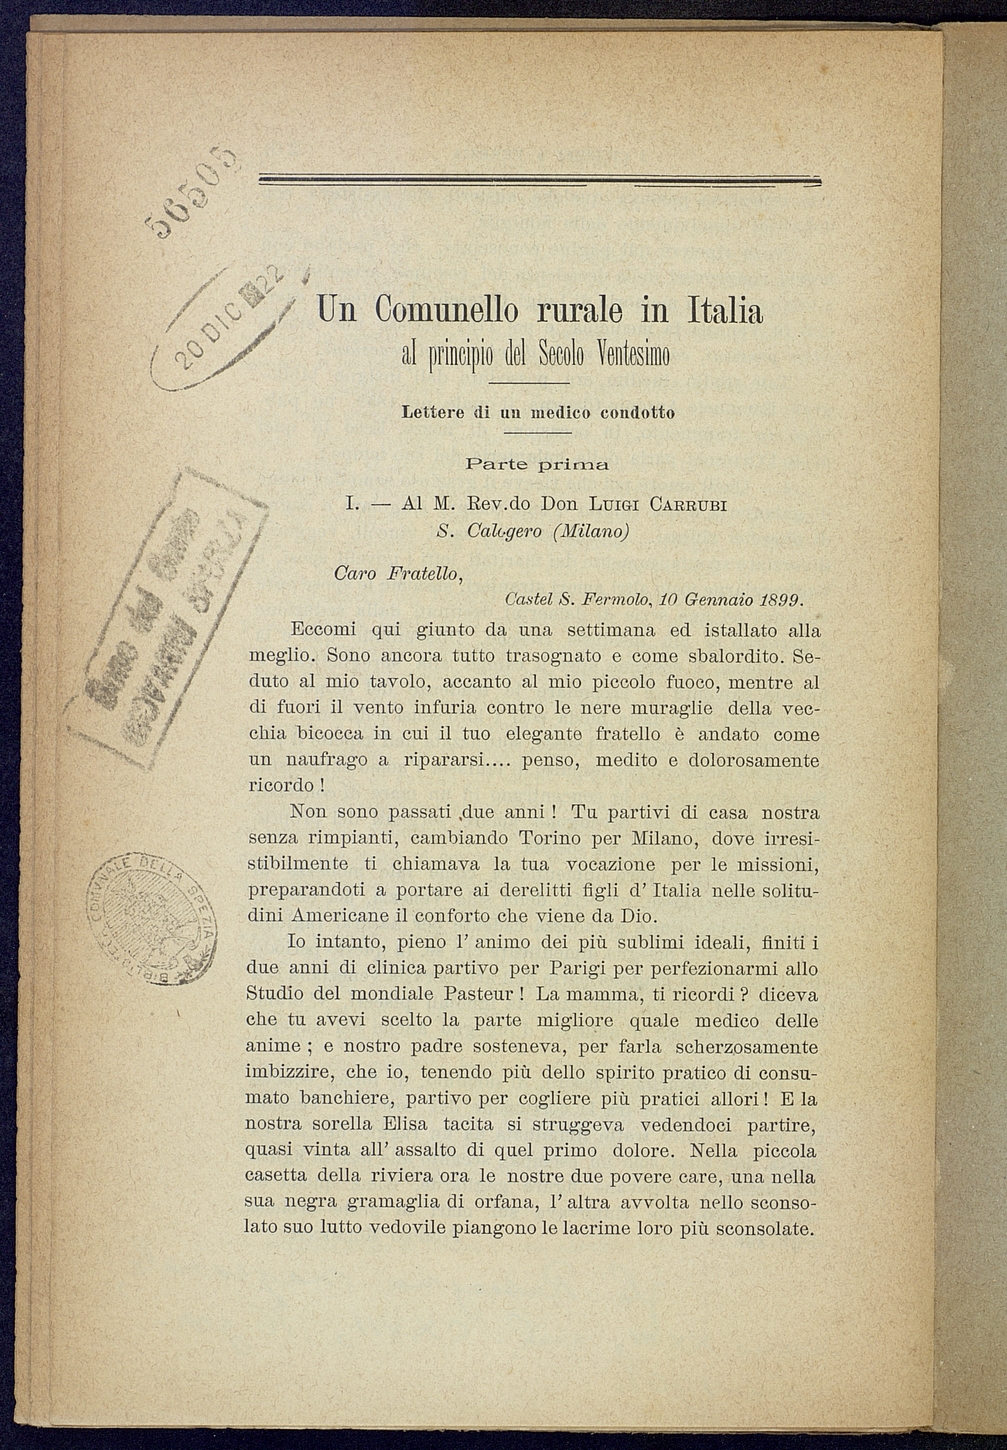 56505
20 DIC 22
Un Comunello rurale in Italia
al principio del Secolo Ventesimo
Lettere di un medico condotto
Parte prima
I. — Al M. Rev.do Don Luigi Carrubi
S. Calogero (Milano)
Caro Fratello,
Castel S. Fermolo, 10 Gennaio 1899.
Eccomi qui giunto da una settimana ed istallato alla
meglio. Sono ancora tutto trasognato e come sbalordito. Se-
duto al mio tavolo, accanto al mio piccolo fuoco, mentre al
di fuori il vento infuria contro le nere muraglie della vec-
chia bicocca in cui il tuo elegante fratello è andato come
un naufrago a ripararsi.... penso, medito e dolorosamente
ricordo !
Non sono passati due anni ! Tu partivi di casa nostra
senza rimpianti, cambiando Torino per Milano, dove irresi-
stibilmente ti chiamava la tua vocazione per le missioni,
preparandoti a portare ai derelitti figli d' Italia nelle solitu-
dini Americane il conforto che viene da Dio.
Io intanto, pieno l' animo dei più sublimi ideali, finiti i
due anni di clinica partivo per Parigi per perfezionarmi allo
Studio del mondiale Pasteur ! La mamma, ti ricordi ? diceva
che tu avevi scelto la parte migliore quale medico delle
anime ; e nostro padre sosteneva, per farla scherzosamente
imbizzire, che io, tenendo più dello spirito pratico di consu-
mato banchiere, partivo per cogliere più pratici allori ! E la
nostra sorella Elisa tacita si struggeva vedendoci partire,
quasi vinta all' assalto di quel primo dolore. Nella piccola
casetta della riviera ora le nostre due povere care, una nella
sua negra gramaglia di orfana, l' altra avvolta nello sconso-
lato suo lutto vedovile piangono le lacrime loro più sconsolate.
BIBLIOTECA COMVNALE DELLA SPEZIA